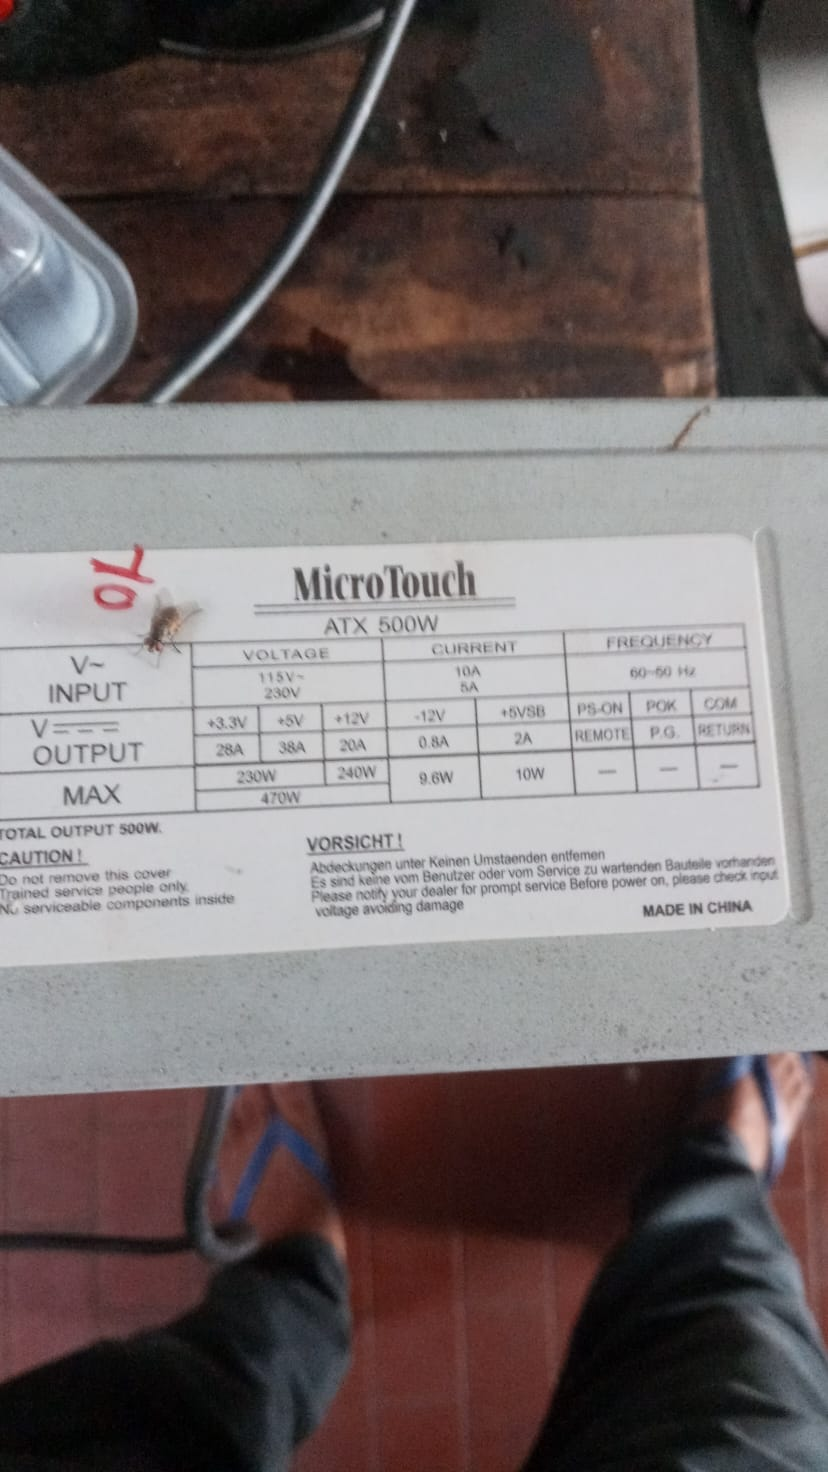 OL
MicroTouch
ATX 500W
V~ INPUT
VOLTAGE CURRENT FREQUENCY
115V~ 10A 60~60 Hz
230V 5A
V OUTPUT
+3.3V +5V +12V -12V +5VSB PS-ON POK COM
28A 38A 20A 0.8A 2A REMOTE P.G. RETURN
MAX
230W 240W 9.6W 10W — — —
470W
TOTAL OUTPUT 500W.
CAUTION !
Do not remove this cover
Trained service people only.
No serviceable components inside
VORSICHT !
Abdeckungen unter Keinen Umstaenden entfemen
Es sind keine vom Benutzer oder vom Service zu wartenden Bauteile vorhanden
Please notify your dealer for prompt service Before power on, please check input
voltage avoiding damage
MADE IN CHINA